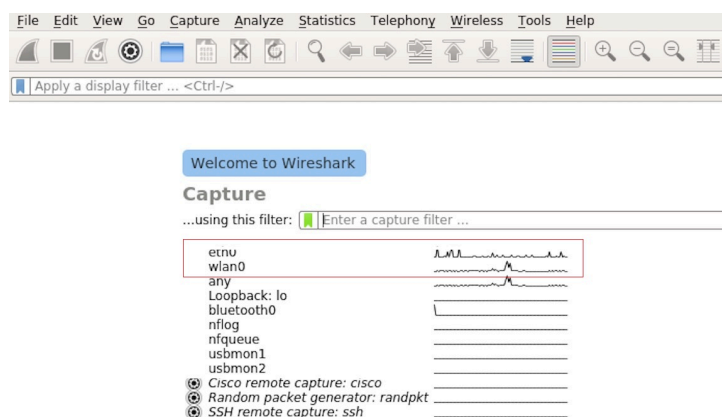 File Edit View Go Capture Analyze Statistics Telephony Wireless Tools Help
Apply a display filter ... <Ctrl-/>
Welcome to Wireshark
Capture
...using this filter: Enter a capture filter ...
eth0
wlan0
any
Loopback: lo
bluetooth0
nflog
nfqueue
usbmon1
usbmon2
Cisco remote capture: cisco
Random packet generator: randpkt
SSH remote capture: ssh